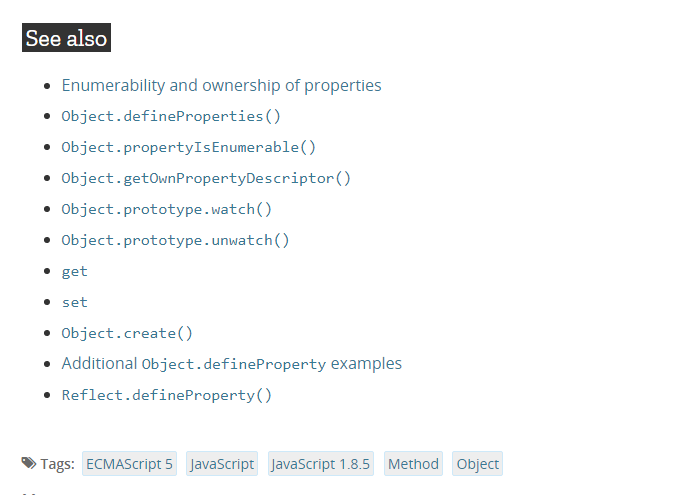 See also
Enumerability and ownership of properties
Object.defineProperties()
Object.propertyIsEnumerable()
Object.getOwnPropertyDescriptor()
Object.prototype.watch()
Object.prototype.unwatch()
get
set
Object.create()
Additional Object.defineProperty examples
Reflect.defineProperty()
Tags: ECMAScript 5 JavaScript JavaScript 1.8.5 Method Object